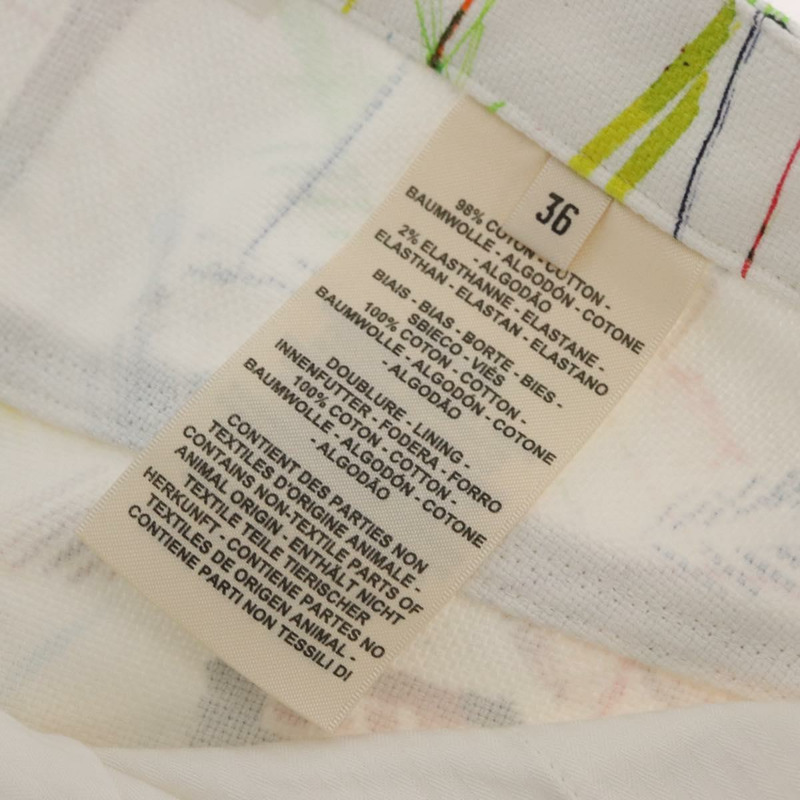 36
98% COTON - COTTON -
BAUMWOLLE - ALGODÓN - COTONE
- ALGODÃO
2% ELASTHANNE - ELASTANE -
ELASTHAN - ELASTAN - ELASTANO
BIAIS - BIAS - BORTE - BIES -
SBIECO - VIÉS
100% COTON - COTTON -
BAUMWOLLE - ALGODÓN - COTONE
- ALGODÃO
DOUBLURE - LINING -
INNENFUTTER - FODERA - FORRO
100% COTON - COTTON -
BAUMWOLLE - ALGODÓN - COTONE
- ALGODÃO
CONTIENT DES PARTIES NON
TEXTILES D'ORIGINE ANIMALE -
CONTAINS NON-TEXTILE PARTS OF
ANIMAL ORIGIN - ENTHÄLT NICHT
TEXTILE TEILE TIERISCHER
HERKUNFT - CONTIENE PARTES NO
TEXTILES DE ORIGEN ANIMAL -
CONTIENE PARTI NON TESSILI DI